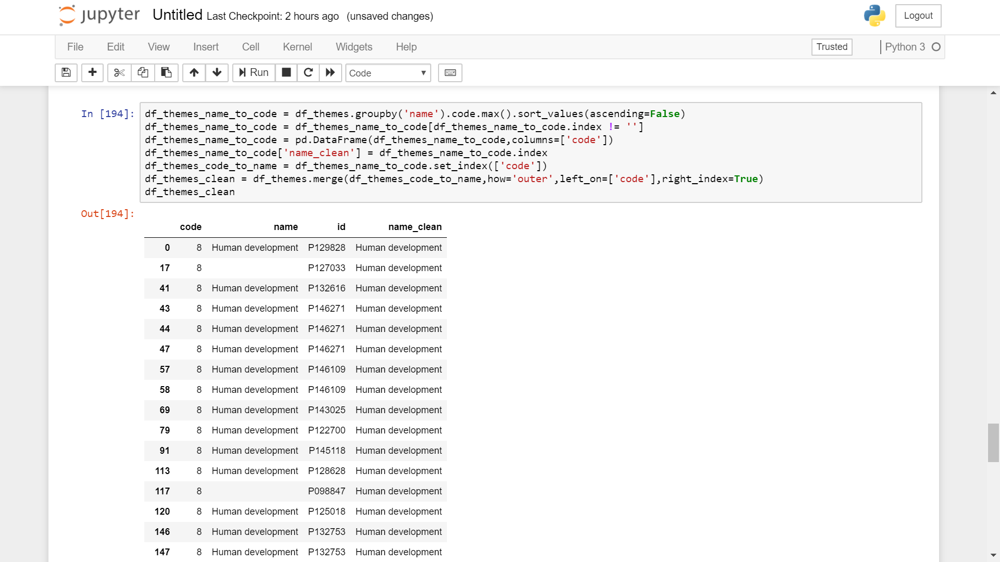 jupyter Untitled Last Checkpoint: 2 hours ago (unsaved changes) Logout
File Edit View Insert Cell Kernel Widgets Help Trusted Python 3
Run Code
In [194]:
df_themes_name_to_code = df_themes.groupby('name').code.max().sort_values(ascending=False)
df_themes_name_to_code = df_themes_name_to_code[df_themes_name_to_code.index != '']
df_themes_name_to_code = pd.DataFrame(df_themes_name_to_code,columns=['code'])
df_themes_name_to_code['name_clean'] = df_themes_name_to_code.index
df_themes_code_to_name = df_themes_name_to_code.set_index(['code'])
df_themes_clean = df_themes.merge(df_themes_code_to_name,how='outer',left_on=['code'],right_index=True)
df_themes_clean
Out[194]:
code name id name_clean
0 8 Human development P129828 Human development
17 8 P127033 Human development
41 8 Human development P132616 Human development
43 8 Human development P146271 Human development
44 8 Human development P146271 Human development
47 8 Human development P146271 Human development
57 8 Human development P146109 Human development
58 8 Human development P146109 Human development
69 8 Human development P143025 Human development
79 8 Human development P122700 Human development
91 8 Human development P145118 Human development
113 8 Human development P128628 Human development
117 8 P098847 Human development
120 8 Human development P125018 Human development
146 8 Human development P132753 Human development
147 8 Human development P132753 Human development